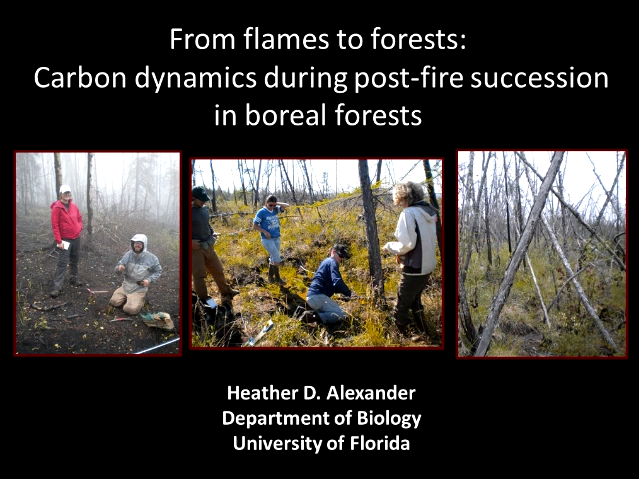 From flames to forests:
Carbon dynamics during post-fire succession
in boreal forests
Heather D. Alexander
Department of Biology
University of Florida